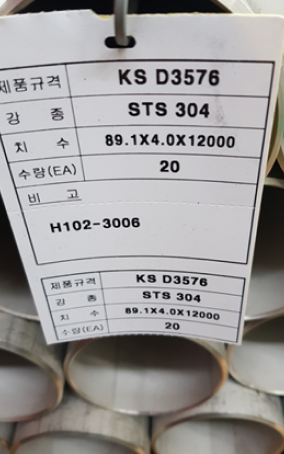 제품규격 KS D3576
강 종 STS 304
치 수 89.1X4.0X12000
수량(EA) 20
비 고
H102-3006
제품규격 KS D3576
강 종 STS 304
치 수 89.1X4.0X12000
수량(EA) 20